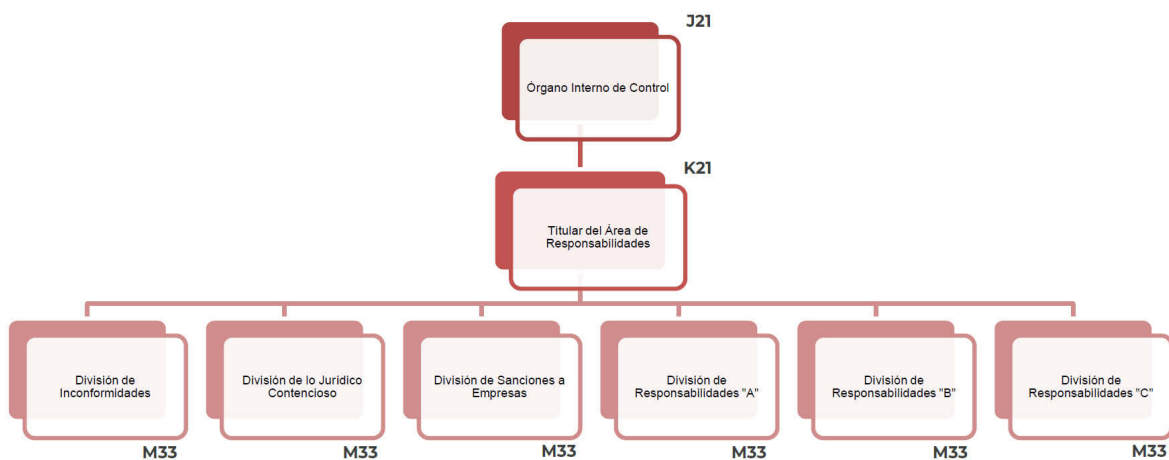 J21
Órgano Interno de Control
K21
Titular del Área de
Responsabilidades
División de
Inconformidades
M33
División de lo Jurídico
Contencioso
M33
División de Sanciones a
Empresas
M33
División de
Responsabilidades "A"
M33
División de
Responsabilidades "B"
M33
División de
Responsabilidades "C"
M33